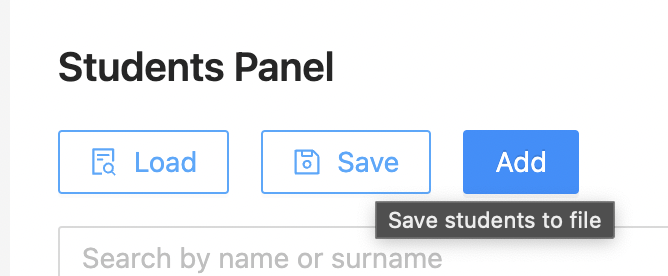 Students Panel
Load
Save
Add
Save students to file
Search by name or surname